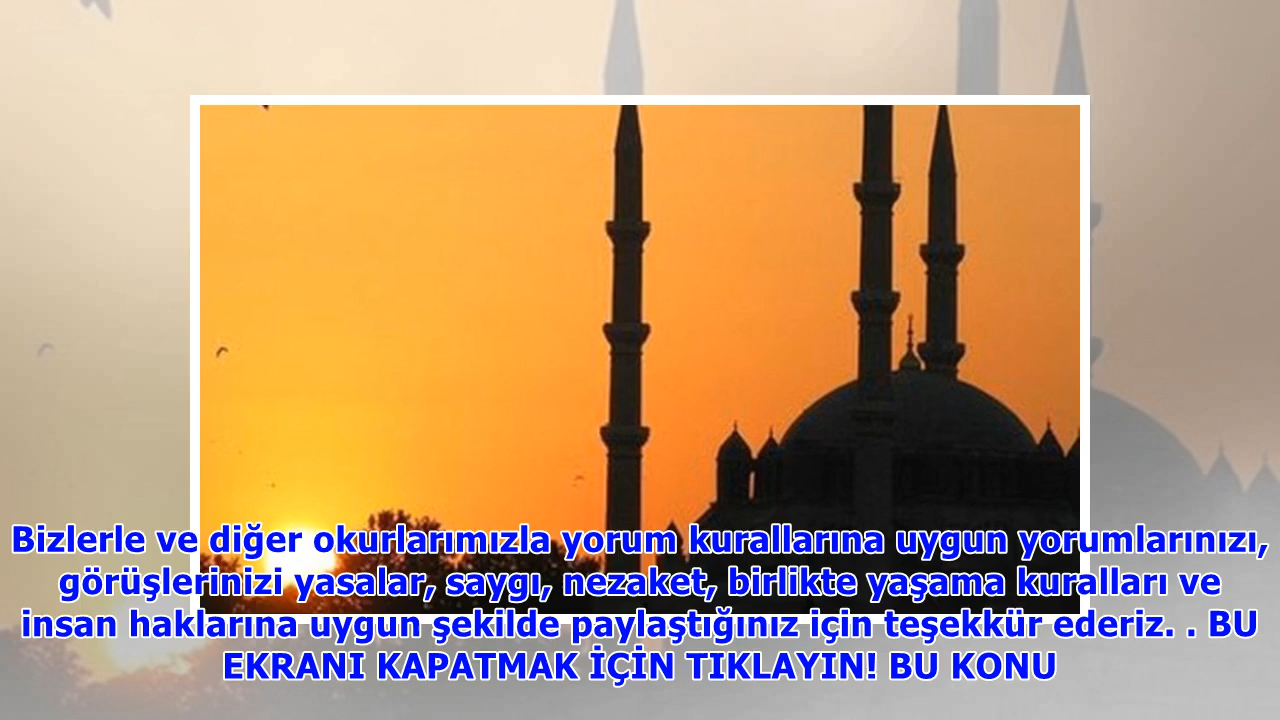 Bizlerle ve diğer okurlarımızla yorum kurallarına uygun yorumlarınızı,
görüşlerinizi yasalar, saygı, nezaket, birlikte yaşama kuralları ve
insan haklarına uygun şekilde paylaştığınız için teşekkür ederiz. . BU
EKRANI KAPATMAK İÇİN TIKLAYIN! BU KONU